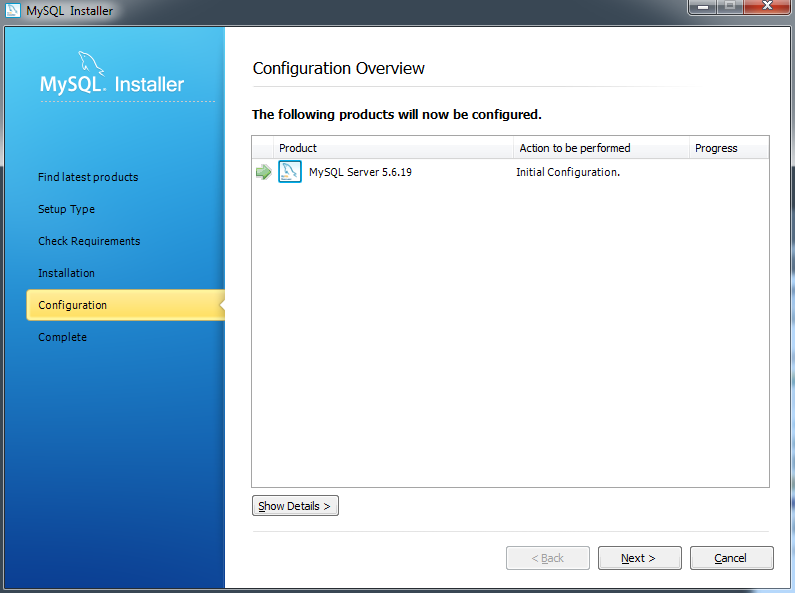 MySQL Installer
MySQL. Installer
Find latest products
Setup Type
Check Requirements
Installation
Configuration
Complete
Configuration Overview
The following products will now be configured.
Product Action to be performed Progress
MySQL Server 5.6.19 Initial Configuration.
Show Details >
< Back Next > Cancel